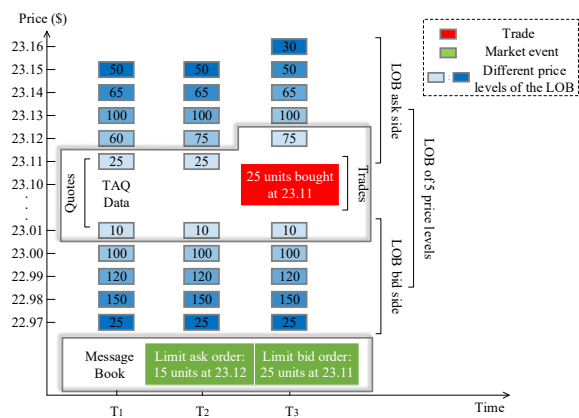 Price ($)
23.16
23.15
23.14
23.13
23.12
23.11
23.10
.
.
.
23.01
23.00
22.99
22.98
22.97
50
65
100
60
25
10
100
120
150
25
50
65
100
75
25
10
100
120
150
25
30
50
65
100
75
10
100
120
150
25
Quotes
TAQ
Data
25 units bought
at 23.11
Trades
LOB ask side
LOB bid side
LOB of 5 price levels
Message
Book
Limit ask order:
15 units at 23.12
Limit bid order:
25 units at 23.11
T1
T2
T3
Time
Trade
Market event
:
Different price
levels of the LOB